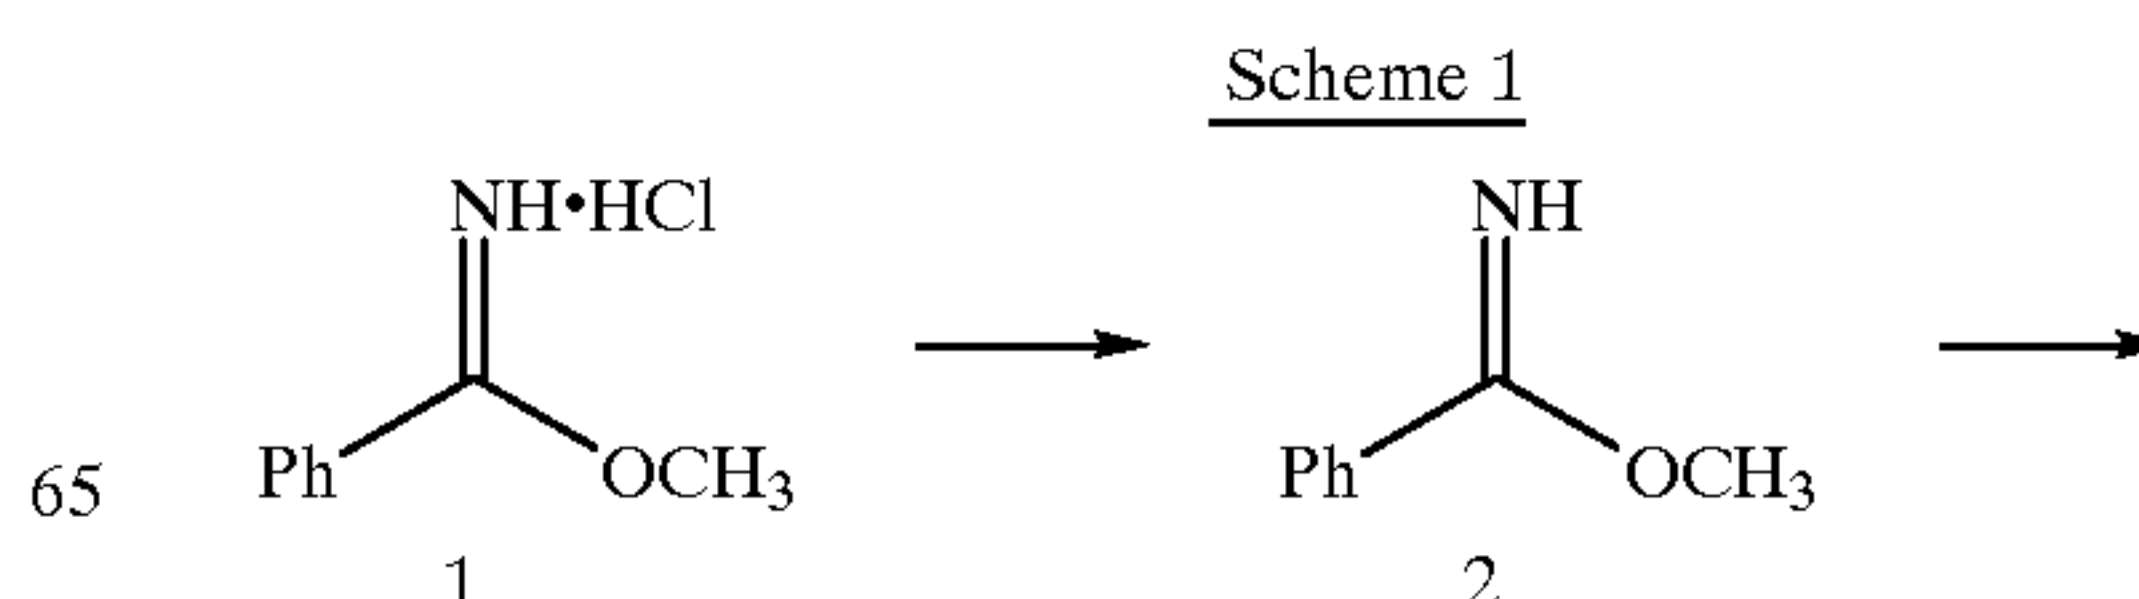 Scheme 1
NH•HCl NH
65 Ph OCH₃ Ph OCH₃
1 2